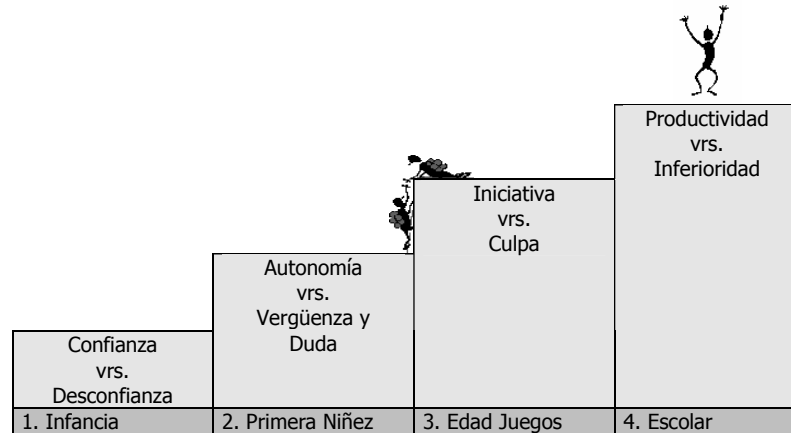 Productividad
vrs.
Inferioridad
Iniciativa
vrs.
Culpa
Autonomía
vrs.
Vergüenza y
Duda
Confianza
vrs.
Desconfianza
1. Infancia
2. Primera Niñez
3. Edad Juegos
4. Escolar